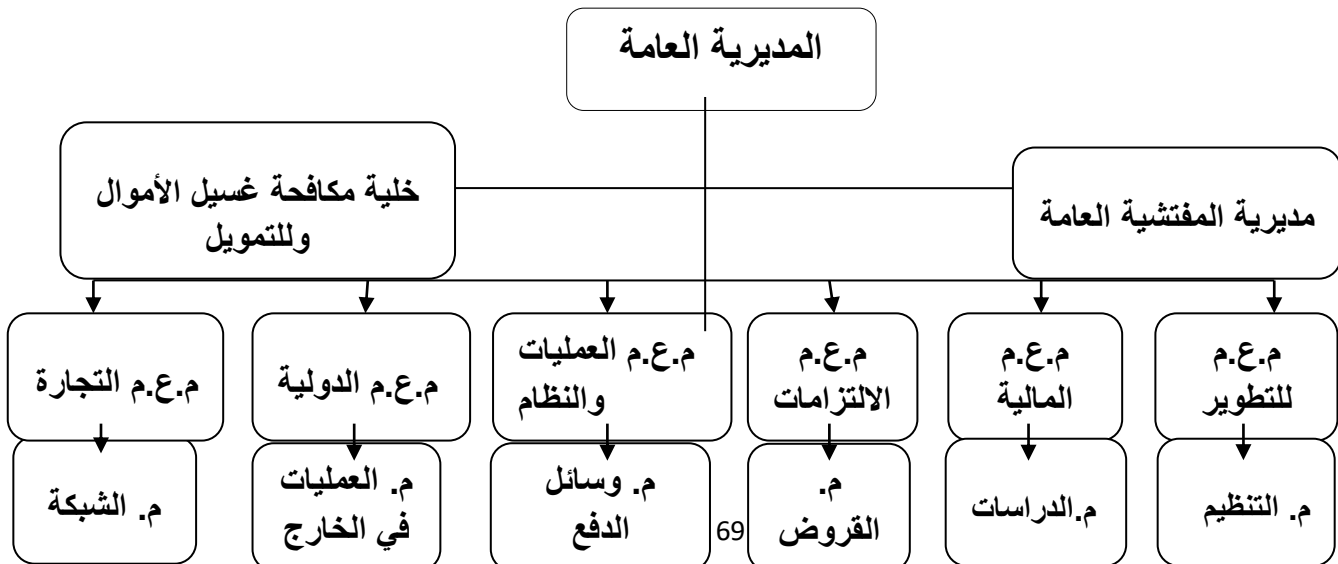 المديرية العامة
مديرية المفتشية العامة
خلية مكافحة غسيل الأموال
وللتمويل
م.ع.م
للتطوير
م.ع.م
المالية
م.ع.م
الالتزامات
م.ع.م العمليات
والنظام
م.ع.م الدولية
م.ع.م التجارة
م. التنظيم
م.الدراسات
م.
القروض
م. وسائل
الدفع
م. العمليات
في الخارج
م. الشبكة
69